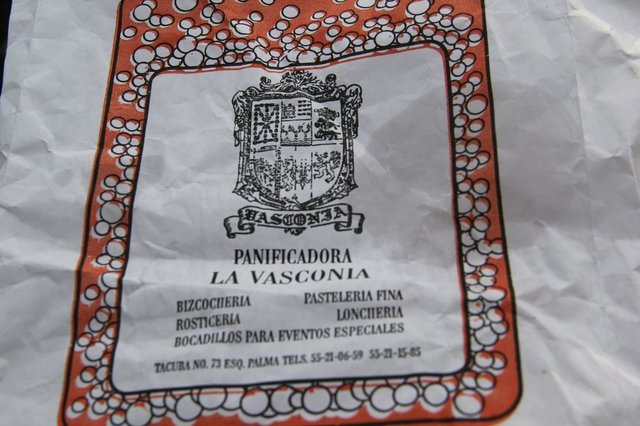 VASCONIA
PANIFICADORA
LA VASCONIA
BIZCOCHERIA PASTELERIA FINA
ROSTICERIA LONCHERIA
BOCADILLOS PARA EVENTOS ESPECIALES
TACUBA NO. 73 ESQ. PALMA TELS. 55-21-06-59 55-21-15-85